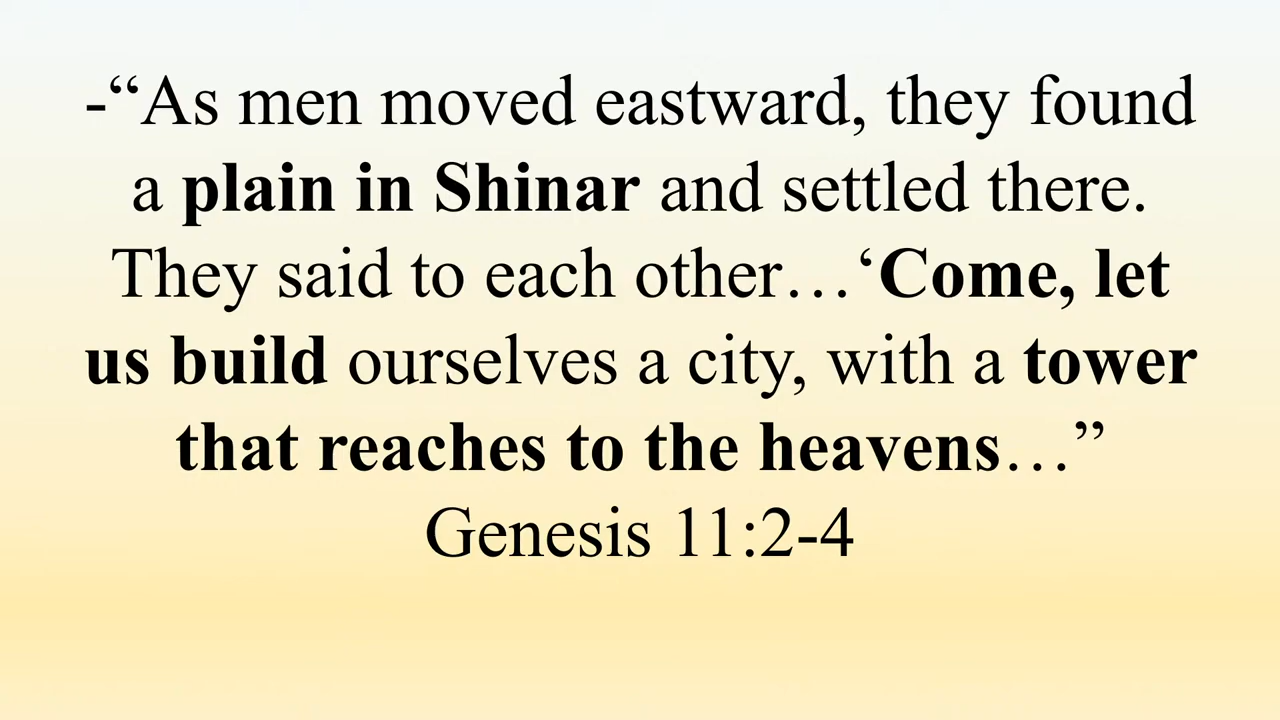 -“As men moved eastward, they found
a plain in Shinar and settled there.
They said to each other…‘Come, let
us build ourselves a city, with a tower
that reaches to the heavens…”
Genesis 11:2-4